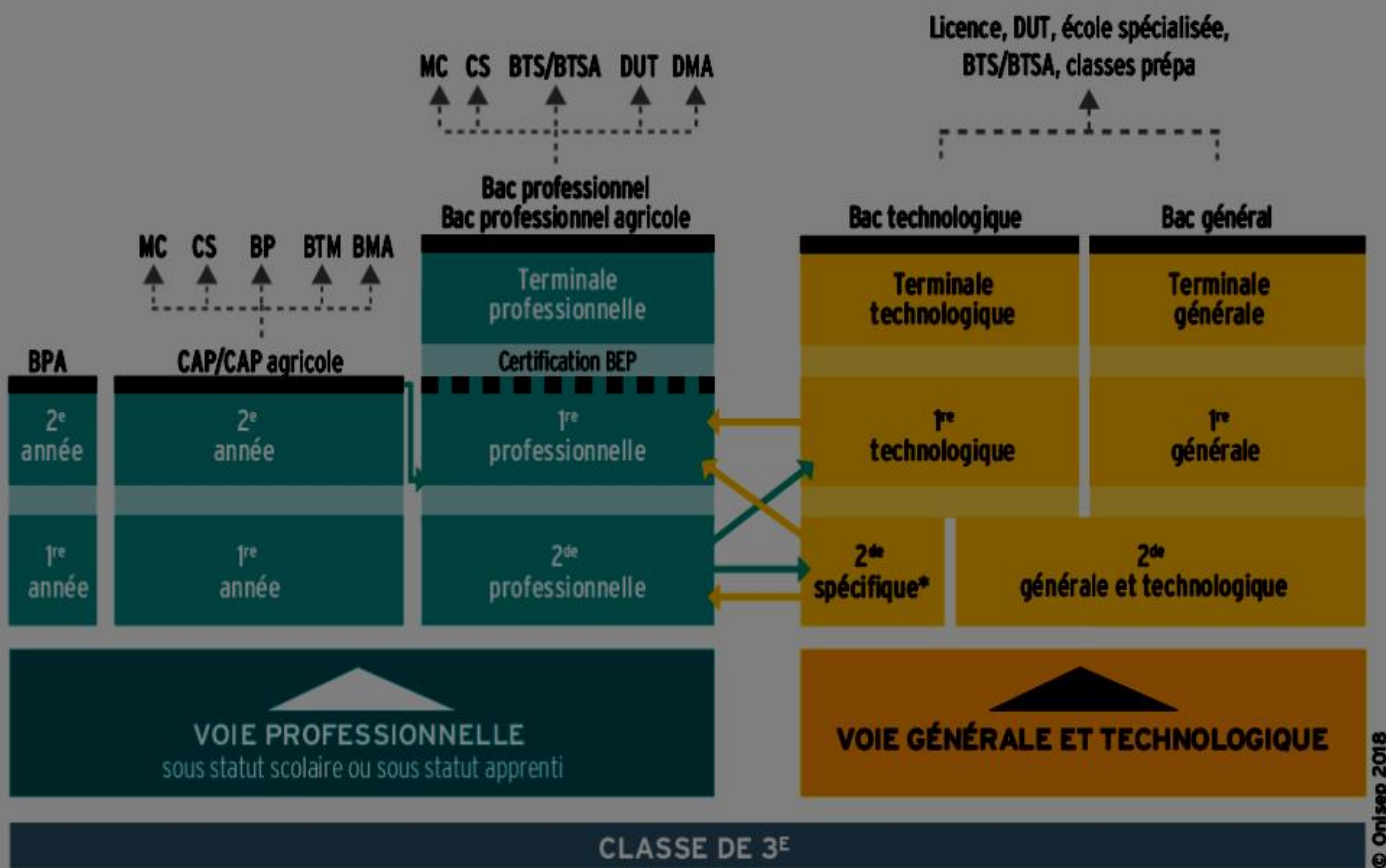 Licence, DUT, école spécialisée,
BTS/BTSA, classes prépa
MC CS BTS/BTSA DUT DMA
Bac professionnel
Bac professionnel agricole
Bac technologique
Bac général
MC CS BP BTM BMA
Terminale
professionnelle
Terminale
technologique
Terminale
générale
BPA
CAP/CAP agricole
Certification BEP
2e
année
2e
année
1re
professionnelle
1re
technologique
1re
générale
1re
année
1re
année
2de
professionnelle
2de
spécifique*
2de
générale et technologique
VOIE PROFESSIONNELLE
sous statut scolaire ou sous statut apprenti
VOIE GÉNÉRALE ET TECHNOLOGIQUE
CLASSE DE 3E
© Onisep 2018